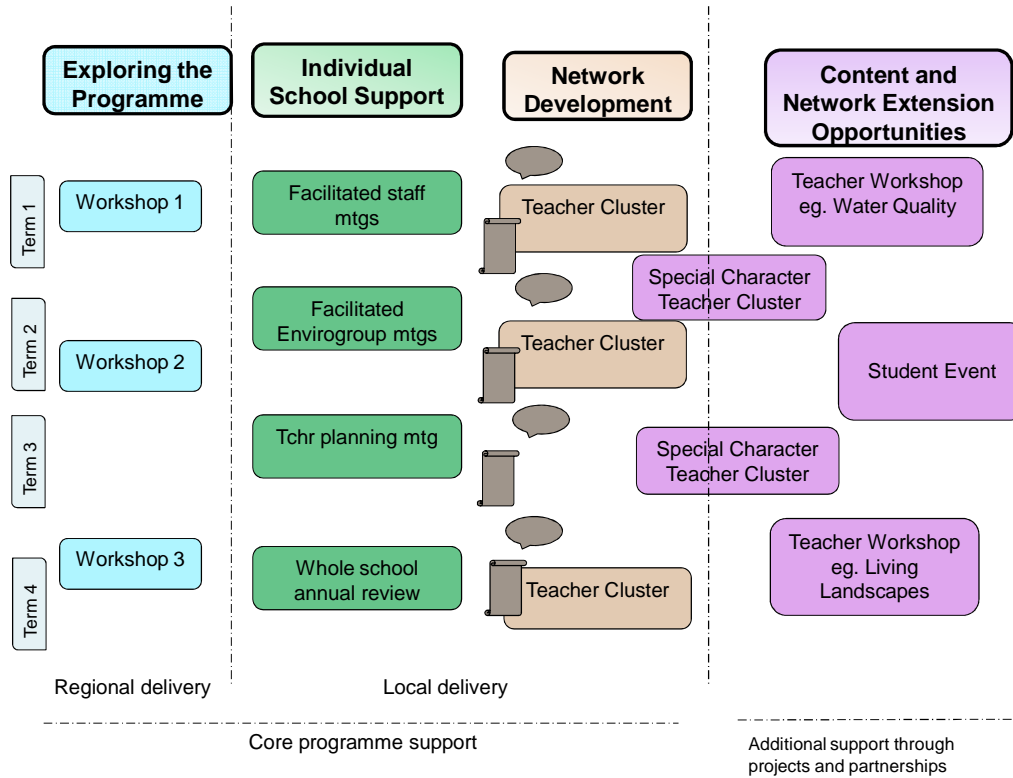 Exploring the
Programme
Individual
School Support
Network
Development
Content and
Network Extension
Opportunities
Term 1
Workshop 1
Facilitated staff
mtgs
Teacher Cluster
Teacher Workshop
eg. Water Quality
Special Character
Teacher Cluster
Term 2
Workshop 2
Facilitated
Envirogroup mtgs
Teacher Cluster
Student Event
Term 3
Tchr planning mtg
Special Character
Teacher Cluster
Term 4
Workshop 3
Whole school
annual review
Teacher Cluster
Teacher Workshop
eg. Living
Landscapes
Regional delivery
Local delivery
Core programme support
Additional support through
projects and partnerships